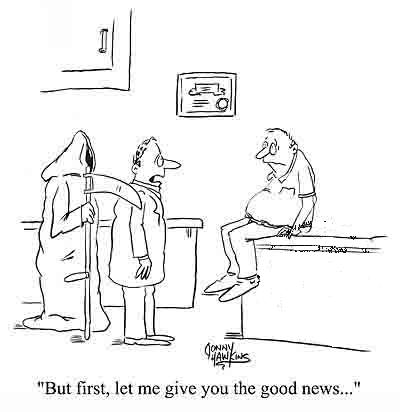 JONNY
HAWKINS
"But first, let me give you the good news..."